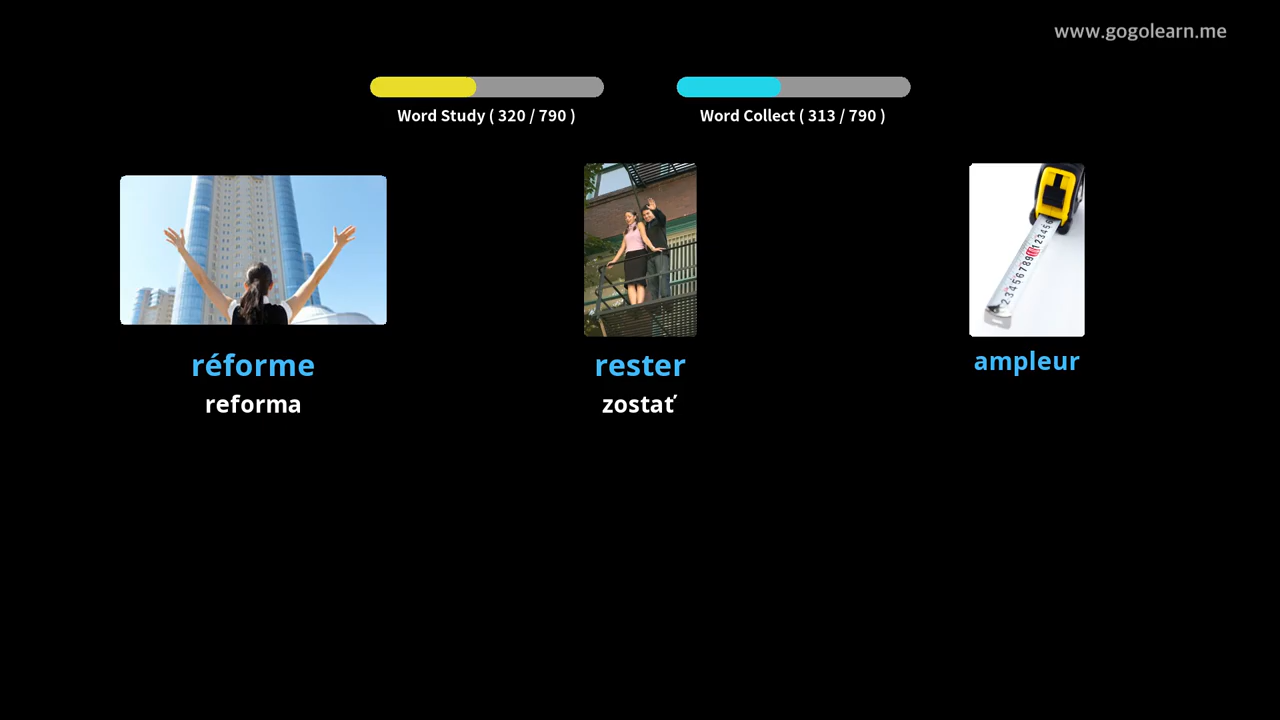 www.gogolearn.me
Word Study ( 320 / 790 )
Word Collect ( 313 / 790 )
réforme
reforma
rester
zostať
ampleur